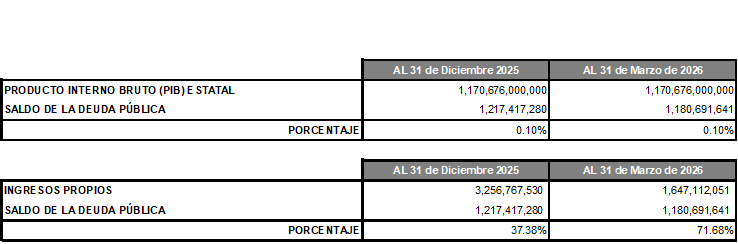 AL 31 de Diciembre 2025 AL 31 de Marzo de 2026
PRODUCTO INTERNO BRUTO (PIB) E STATAL 1,170,676,000,000 1,170,676,000,000
SALDO DE LA DEUDA PÚBLICA 1,217,417,280 1,180,691,641
PORCENTAJE 0.10% 0.10%
AL 31 de Diciembre 2025 AL 31 de Marzo de 2026
INGRESOS PROPIOS 3,256,767,530 1,647,112,051
SALDO DE LA DEUDA PÚBLICA 1,217,417,280 1,180,691,641
PORCENTAJE 37.38% 71.68%